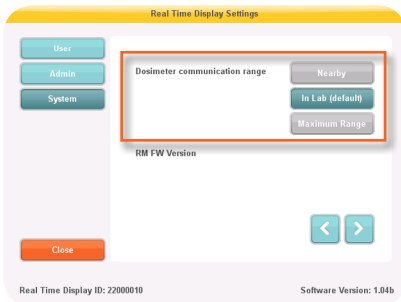 Real Time Display Settings
User
Admin
System
Dosimeter communication range
Nearby
In Lab (default)
Maximum Range
RM FW Version
Close
Real Time Display ID: 22000010
Software Version: 1.04b